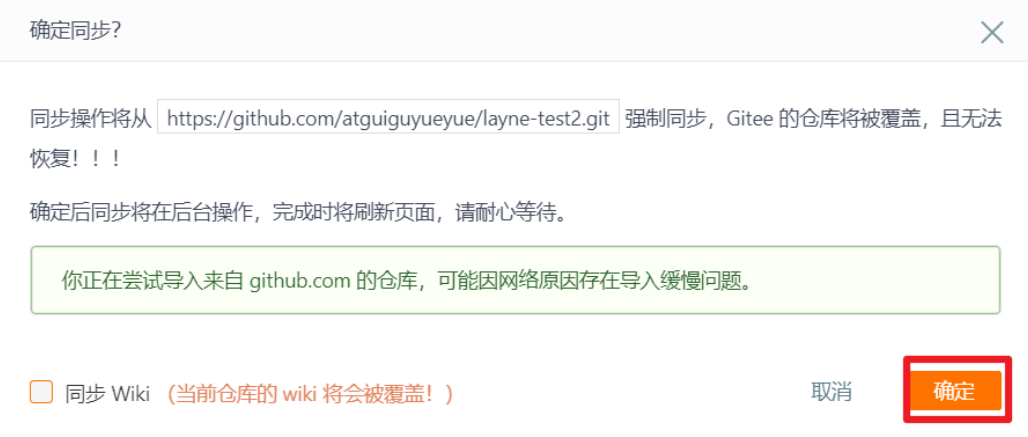 确定同步？
同步操作将从 https://github.com/atguiguyueyue/layne-test2.git 强制同步，Gitee 的仓库将被覆盖，且无法
恢复！！！
确定后同步将在后台操作，完成时将刷新页面，请耐心等待。
你正在尝试导入来自 github.com 的仓库，可能因网络原因存在导入缓慢问题。
同步 Wiki （当前仓库的 wiki 将会被覆盖！） 取消 确定